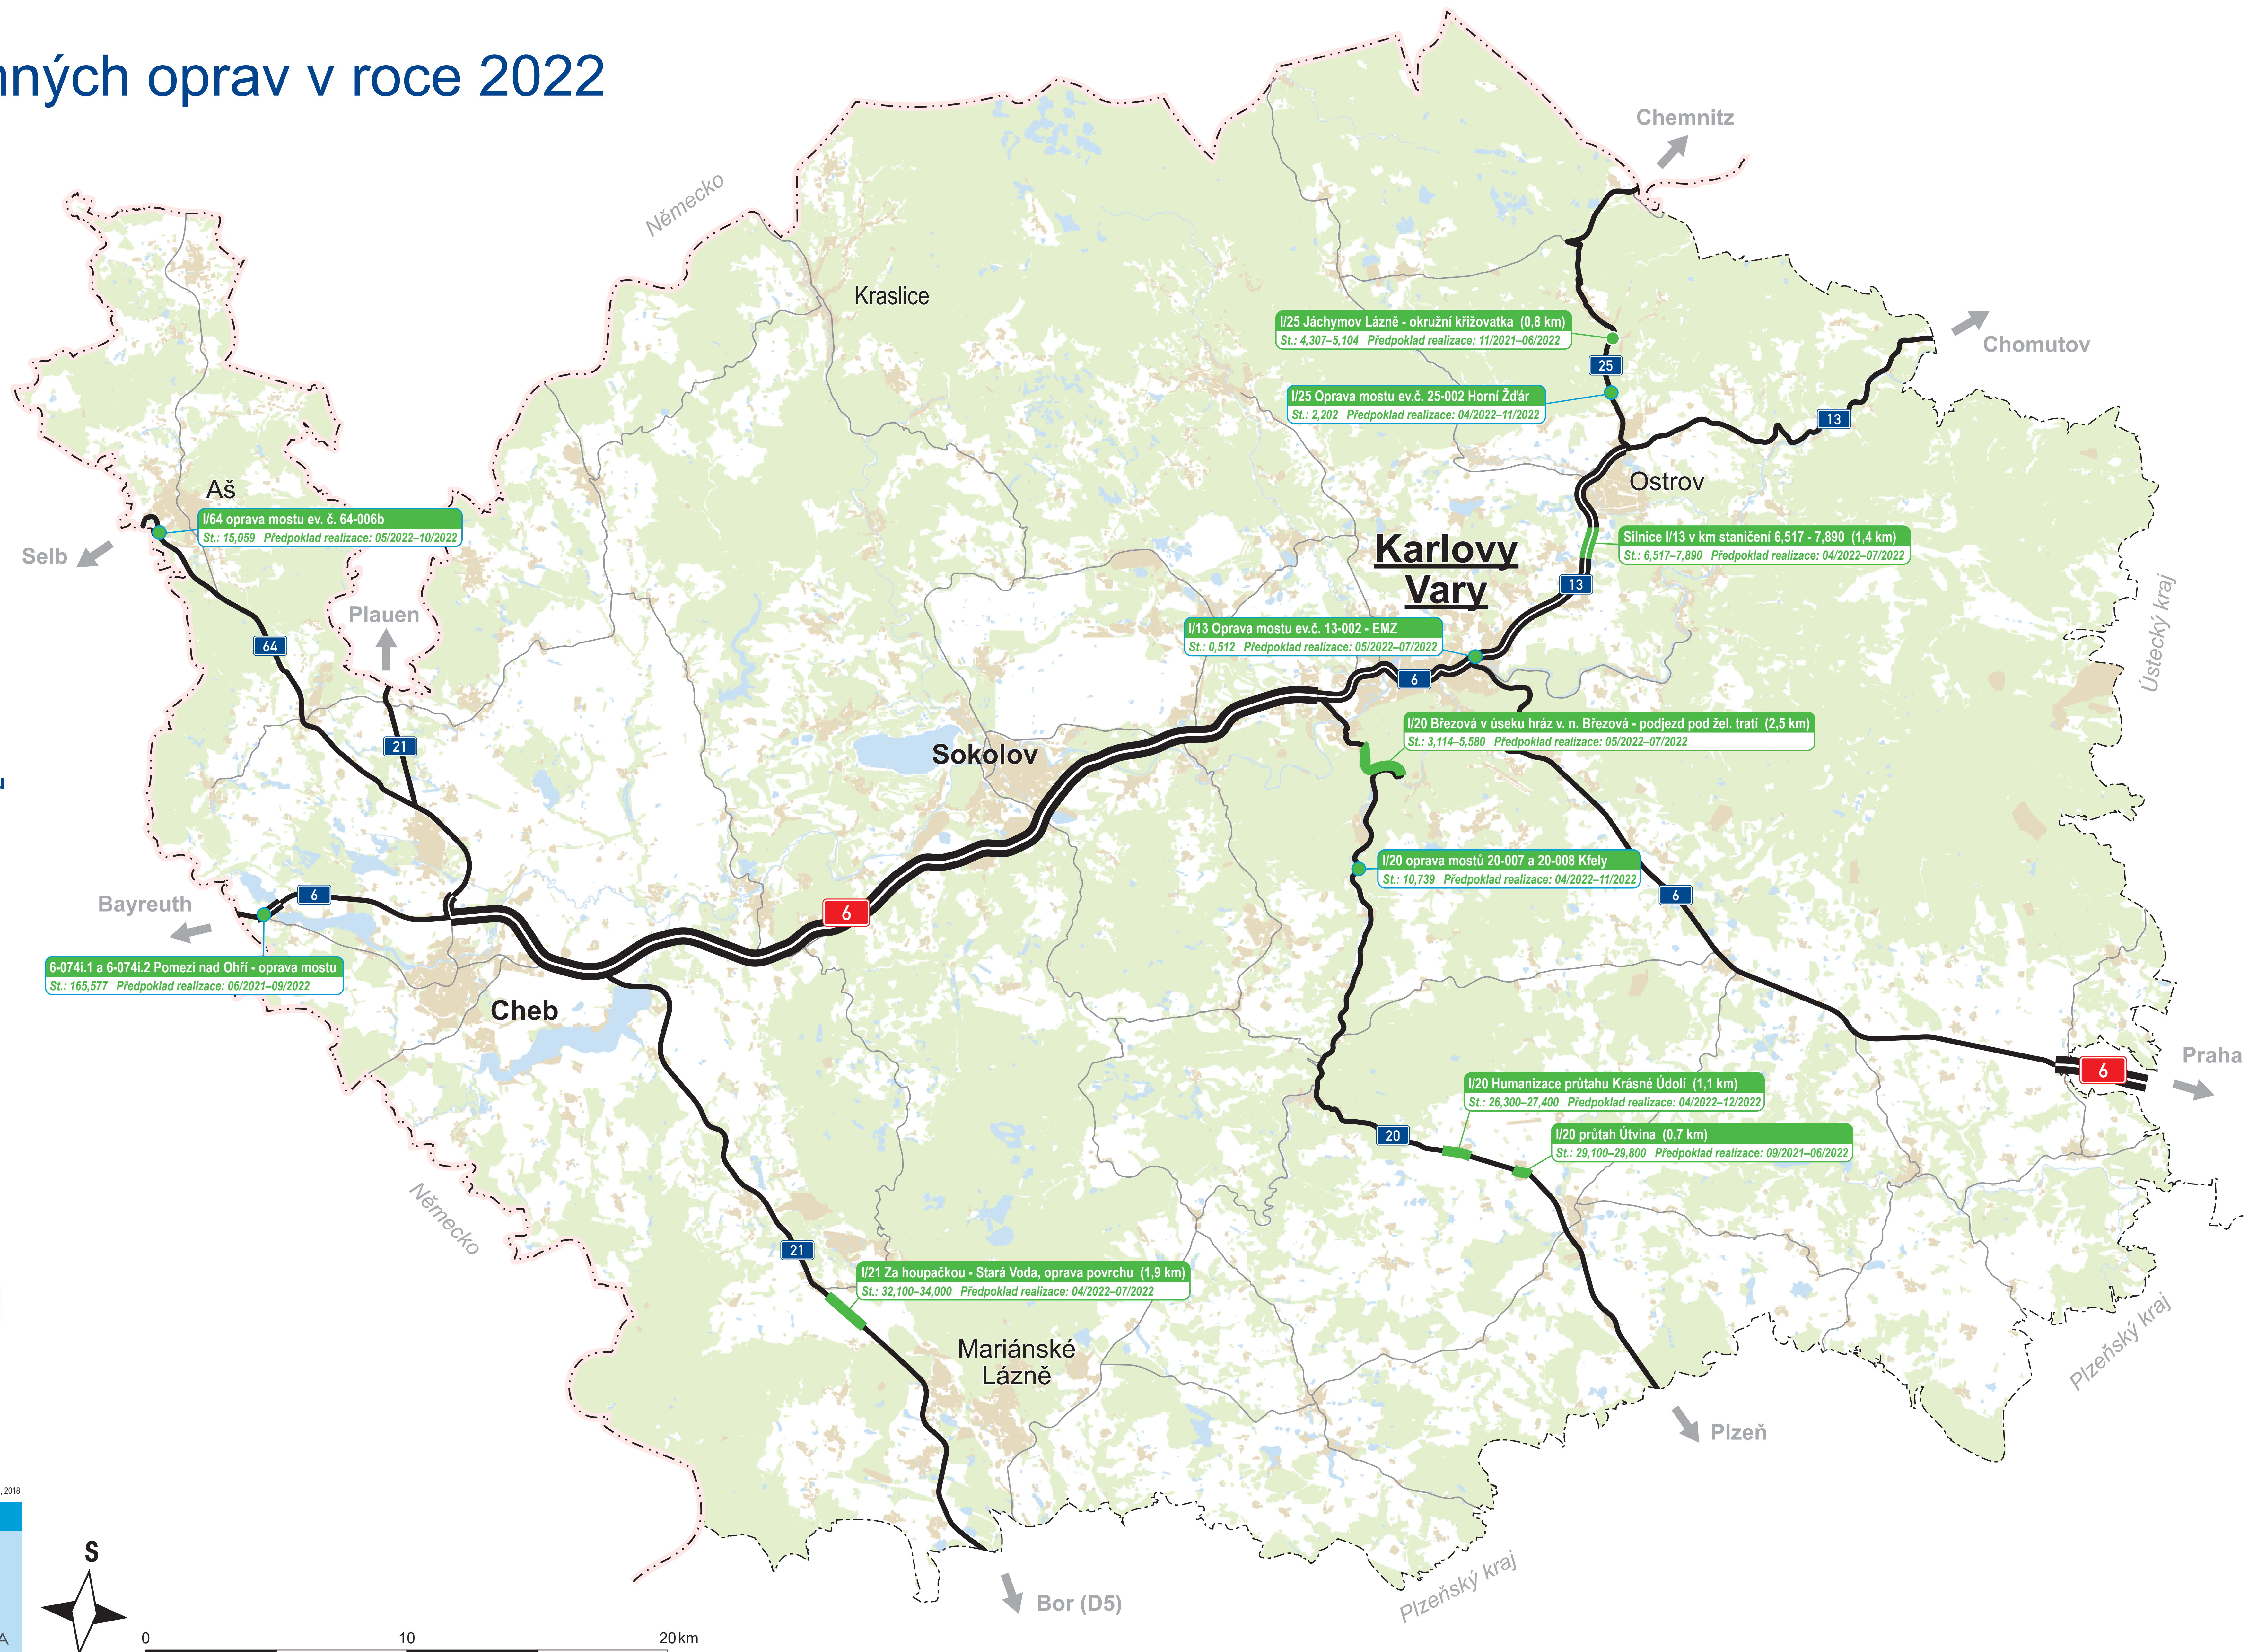 ných oprav v roce 2022
Chemnitz
Německo
Kraslice
I/25 Jáchymov Lázně - okružní křižovatka (0,8 km)
St.: 4,307–5,104 Předpoklad realizace: 11/2021–06/2022
Chomutov
25
I/25 Oprava mostu ev.č. 25-002 Horní Žďár
St.: 2,202 Předpoklad realizace: 04/2022–11/2022
13
Ostrov
Aš
I/64 oprava mostu ev. č. 64-006b
St.: 15,059 Předpoklad realizace: 05/2022–10/2022
Selb
Karlovy
Vary
Silnice I/13 v km staničení 6,517 - 7,890 (1,4 km)
St.: 6,517–7,890 Předpoklad realizace: 04/2022–07/2022
13
Ústecký kraj
Plauen
64
I/13 Oprava mostu ev.č. 13-002 - EMZ
St.: 0,512 Předpoklad realizace: 05/2022–07/2022
6
21
I/20 Březová v úseku hráz v. n. Březová - podjezd pod žel. tratí (2,5 km)
St.: 3,114–5,580 Předpoklad realizace: 05/2022–07/2022
Sokolov
u
I/20 oprava mostů 20-007 a 20-008 Kfely
St.: 10,739 Předpoklad realizace: 04/2022–11/2022
6
6
Bayreuth
6
6-074i.1 a 6-074i.2 Pomezí nad Ohří - oprava mostu
St.: 165,577 Předpoklad realizace: 06/2021–09/2022
Cheb
Praha
6
I/20 Humanizace průtahu Krásné Údolí (1,1 km)
St.: 26,300–27,400 Předpoklad realizace: 04/2022–12/2022
20
I/20 průtah Útvina (0,7 km)
St.: 29,100–29,800 Předpoklad realizace: 09/2021–06/2022
Německo
21
I/21 Za houpačkou - Stará Voda, oprava povrchu (1,9 km)
St.: 32,100–34,000 Předpoklad realizace: 04/2022–07/2022
Mariánské
Lázně
Plzeňský kraj
Plzeň
, 2018
S
Plzeňský kraj
Bor (D5)
0 10 20 km